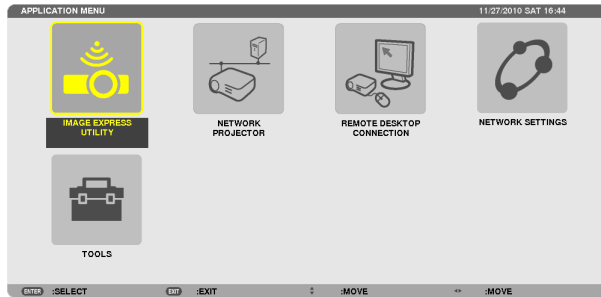 APPLICATION MENU 11/27/2010 SAT 16:44
IMAGE EXPRESS
UTILITY
NETWORK
PROJECTOR
REMOTE DESKTOP
CONNECTION
NETWORK SETTINGS
TOOLS
ENTER :SELECT EXIT :EXIT :MOVE :MOVE